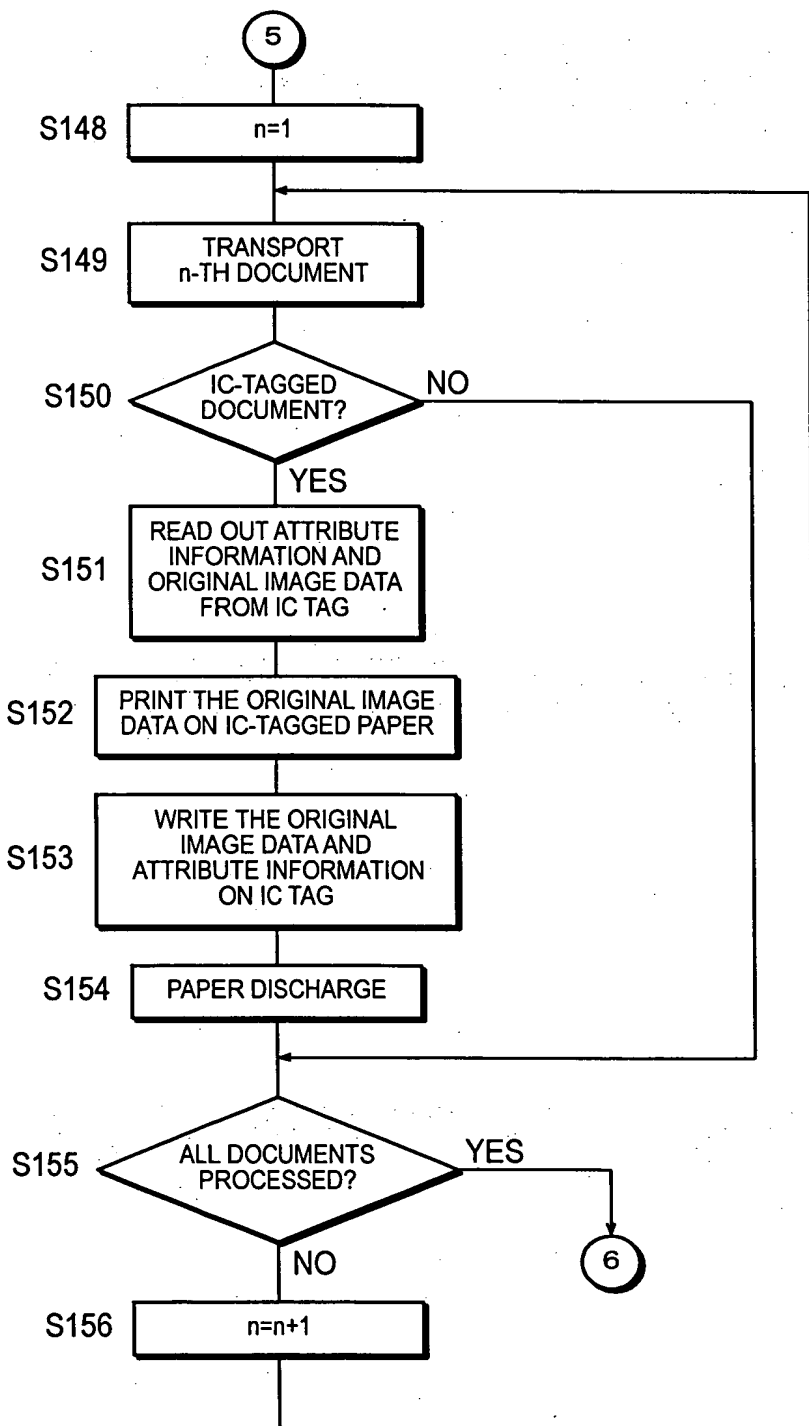 5
S148
n=1
S149
TRANSPORT
n-TH DOCUMENT
S150
IC-TAGGED
DOCUMENT?
NO
YES
S151
READ OUT ATTRIBUTE
INFORMATION AND
ORIGINAL IMAGE DATA
FROM IC TAG
S152
PRINT THE ORIGINAL IMAGE
DATA ON IC-TAGGED PAPER
S153
WRITE THE ORIGINAL
IMAGE DATA AND
ATTRIBUTE INFORMATION
ON IC TAG
S154
PAPER DISCHARGE
S155
ALL DOCUMENTS
PROCESSED?
YES
6
NO
S156
n=n+1